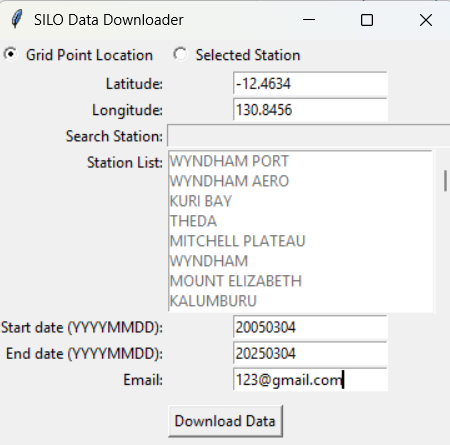 SILO Data Downloader
Grid Point Location Selected Station
Latitude: -12.4634
Longitude: 130.8456
Search Station:
Station List: WYNDHAM PORT
WYNDHAM AERO
KURI BAY
THEDA
MITCHELL PLATEAU
WYNDHAM
MOUNT ELIZABETH
KALUMBURU
Start date (YYYYMMDD): 20050304
End date (YYYYMMDD): 20250304
Email: 123@gmail.com
Download Data